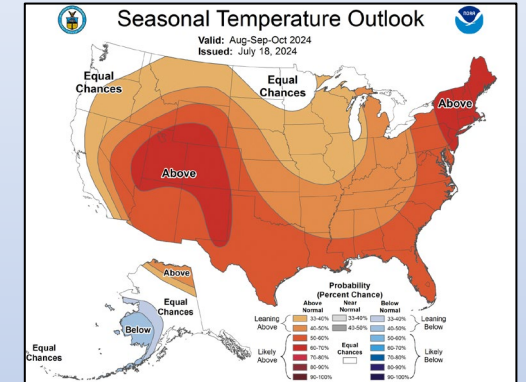 Seasonal Temperature Outlook
Valid: Aug-Sep-Oct 2024
Issued: July 18, 2024
NOAA
Equal
Chances
Equal
Chances
Above
Above
Above
Equal
Chances
Below
Equal
Chances
Probability
(Percent Chance)
Above
Normal
Near
Normal
Below
Normal
Leaning
Above
33-40%
33-40%
33-40%
Leaning
Below
40-50%
40-50%
40-50%
Likely
Above
50-60%
50-60%
Likely
Below
60-70%
60-70%
70-80%
Equal
Chances
70-80%
80-90%
80-90%
90-100%
90-100%